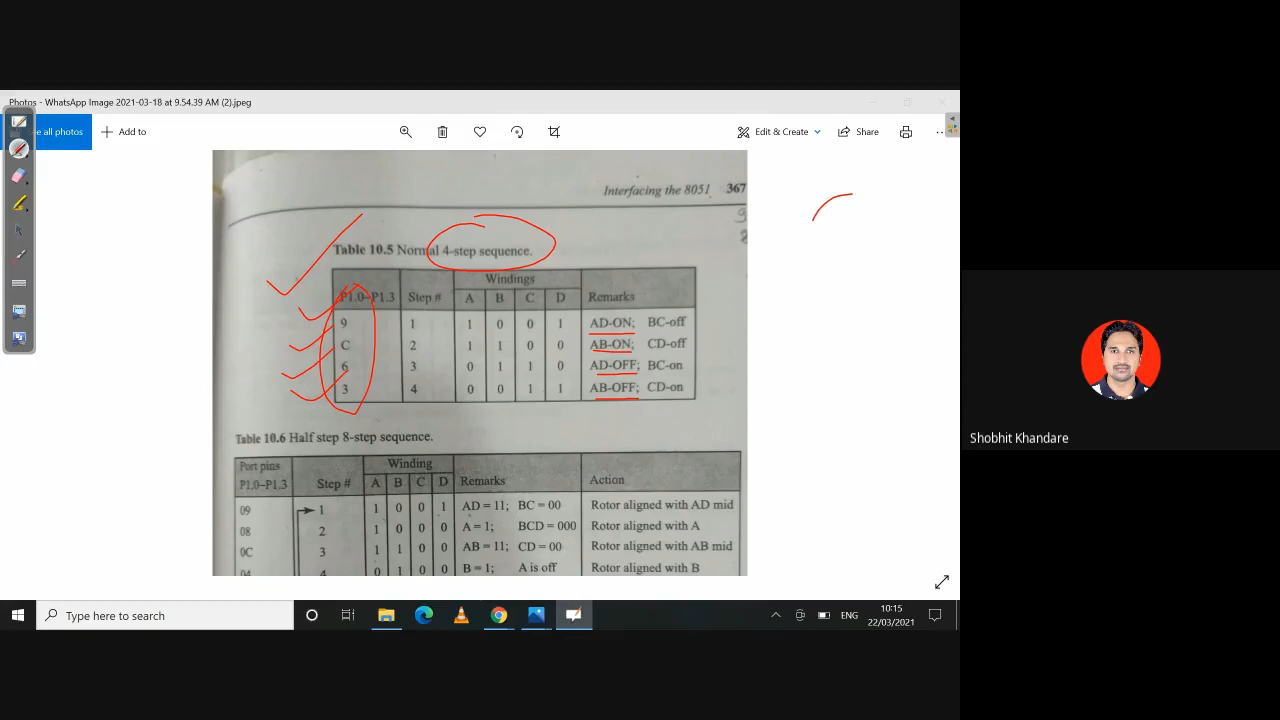 Photos - WhatsApp Image 2021-03-18 at 9.54.39 AM (2).jpeg
all photos
Add to
Edit & Create
Share
Interfacing the 8051 367
Table 10.5 Normal 4-step sequence.
Windings
P1.0–P1.3 Step # A B C D Remarks
9 1 1 0 0 1 AD-ON; BC-off
C 2 1 1 0 0 AB-ON; CD-off
6 3 0 1 1 0 AD-OFF; BC-on
3 4 0 0 1 1 AB-OFF; CD-on
Table 10.6 Half step 8-step sequence.
Port pins Winding
P1.0–P1.3 Step # A B C D Remarks Action
09 1 1 0 0 1 AD = 11; BC = 00 Rotor aligned with AD mid
08 2 1 0 0 0 A = 1; BCD = 000 Rotor aligned with A
0C 3 1 1 0 0 AB = 11; CD = 00 Rotor aligned with AB mid
04 4 0 1 0 0 B = 1; A is off Rotor aligned with B
Shobhit Khandare
Type here to search
ENG
10:15
22/03/2021